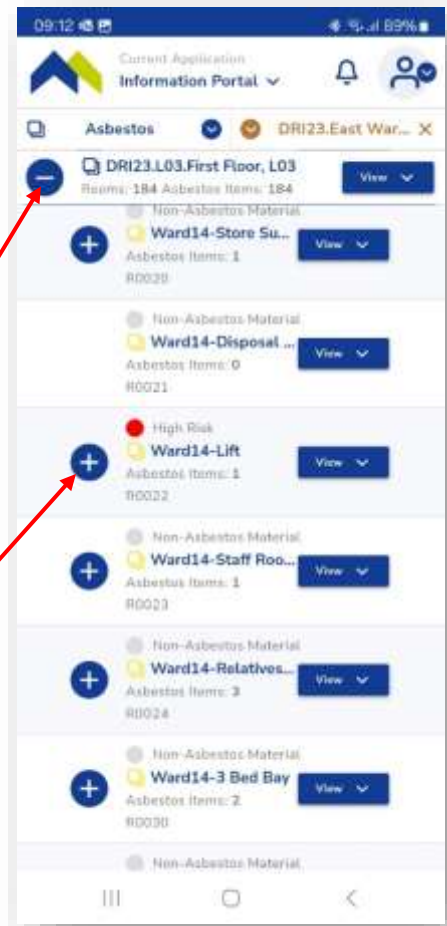 09:12
89%
Current Application
Information Portal
Asbestos
DRI23.East War...
DRI23.L03.First Floor, L03
Rooms: 184 Asbestos Items: 184
View
Non-Asbestos Material
Ward14-Store Su...
View
Asbestos Items: 1
R0020
Non-Asbestos Material
Ward14-Disposal ...
View
Asbestos Items: 0
R0021
High Risk
Ward14-Lift
View
Asbestos Items: 1
R0022
Non-Asbestos Material
Ward14-Staff Roo...
View
Asbestos Items: 1
R0023
Non-Asbestos Material
Ward14-Relatives...
View
Asbestos Items: 3
R0024
Non-Asbestos Material
Ward14-3 Bed Bay
View
Asbestos Items: 2
R0030
Non-Asbestos Material